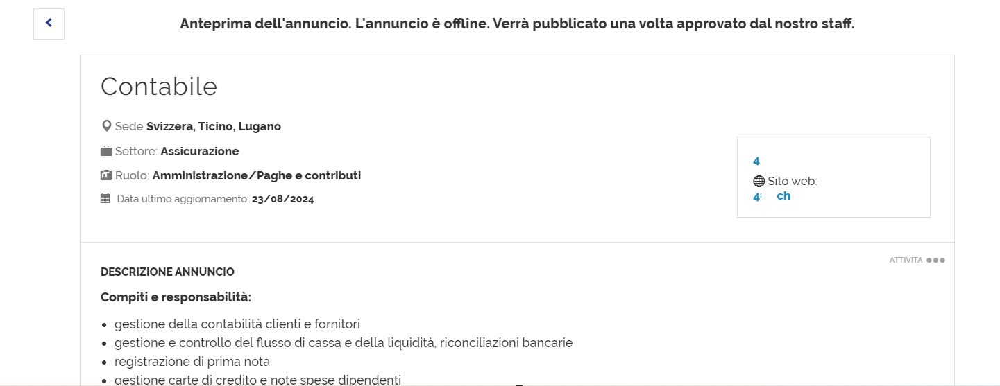 Anteprima dell'annuncio. L'annuncio è offline. Verrà pubblicato una volta approvato dal nostro staff.
Contabile
Sede Svizzera, Ticino, Lugano
Settore: Assicurazione
Ruolo: Amministrazione/Paghe e contributi
Data ultimo aggiornamento: 23/08/2024
4
Sito web:
4 ch
ATTIVITÀ
DESCRIZIONE ANNUNCIO
Compiti e responsabilità:
• gestione della contabilità clienti e fornitori
• gestione e controllo del flusso di cassa e della liquidità, riconciliazioni bancarie
• registrazione di prima nota
• gestione carte di credito e note spese dipendenti